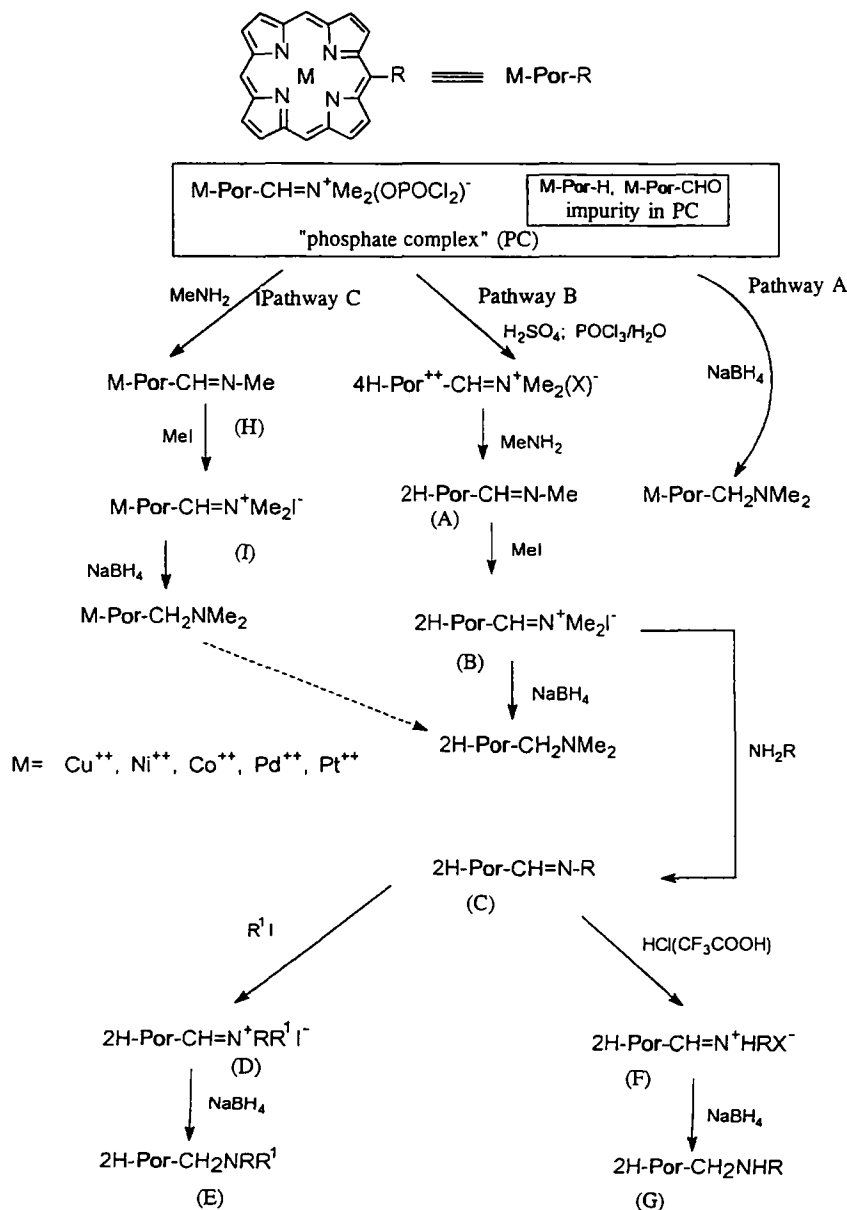 N N
M R ≡ M-Por-R
N N
M-Por-CH=N⁺Me₂(OPOCl₂)⁻
M-Por-H, M-Por-CHO
impurity in PC
"phosphate complex" (PC)
MeNH₂ Pathway C
Pathway B
Pathway A
H₂SO₄; POCl₃/H₂O
NaBH₄
M-Por-CH=N-Me
(H)
4H-Por⁺⁺-CH=N⁺Me₂(X)⁻
MeI
MeNH₂
M-Por-CH=N⁺Me₂I⁻
(I)
2H-Por-CH=N-Me
(A)
M-Por-CH₂NMe₂
NaBH₄
MeI
M-Por-CH₂NMe₂
2H-Por-CH=N⁺Me₂I⁻
(B)
NaBH₄
2H-Por-CH₂NMe₂
NH₂R
M= Cu⁺⁺, Ni⁺⁺, Co⁺⁺, Pd⁺⁺, Pt⁺⁺
2H-Por-CH=N-R
(C)
R¹I
HCl(CF₃COOH)
2H-Por-CH=N⁺RR¹I⁻
(D)
2H-Por-CH=N⁺HRX⁻
(F)
NaBH₄
NaBH₄
2H-Por-CH₂NRR¹
(E)
2H-Por-CH₂NHR
(G)